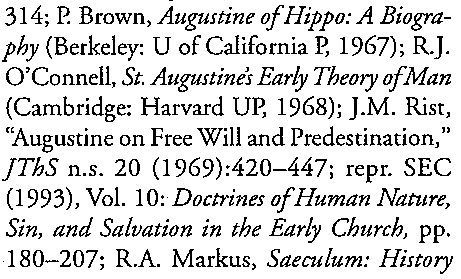 314; P. Brown, Augustine of Hippo: A Biogra-
phy (Berkeley: U of California P, 1967); R.J.
O'Connell, St. Augustine's Early Theory of Man
(Cambridge: Harvard UP, 1968); J.M. Rist,
“Augustine on Free Will and Predestination,”
JThS n.s. 20 (1969):420–447; repr. SEC
(1993), Vol. 10: Doctrines of Human Nature,
Sin, and Salvation in the Early Church, pp.
180–207; R.A. Markus, Saeculum: History